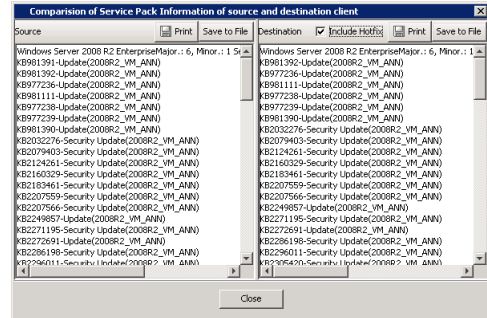 Comparision of Service Pack Information of source and destination client
Source
Print
Save to File
Destination
Include Hotfix
Print
Save to File
Windows Server 2008 R2 EnterpriseMajor.: 6, Minor.: 1 Se
KB981391-Update(2008R2_VM_ANN)
KB981392-Update(2008R2_VM_ANN)
KB977236-Update(2008R2_VM_ANN)
KB981111-Update(2008R2_VM_ANN)
KB977238-Update(2008R2_VM_ANN)
KB977239-Update(2008R2_VM_ANN)
KB981390-Update(2008R2_VM_ANN)
KB2032276-Security Update(2008R2_VM_ANN)
KB2079403-Security Update(2008R2_VM_ANN)
KB2124261-Security Update(2008R2_VM_ANN)
KB2160329-Security Update(2008R2_VM_ANN)
KB2183461-Security Update(2008R2_VM_ANN)
KB2207559-Security Update(2008R2_VM_ANN)
KB2207566-Security Update(2008R2_VM_ANN)
KB2249857-Update(2008R2_VM_ANN)
KB2271195-Security Update(2008R2_VM_ANN)
KB2272691-Update(2008R2_VM_ANN)
KB2286198-Security Update(2008R2_VM_ANN)
KB2296011-Security Update(2008R2_VM_ANN)
Windows Server 2008 R2 EnterpriseMajor.: 6, Minor.: 1
KB981392-Update(2008R2_VM_ANN)
KB977236-Update(2008R2_VM_ANN)
KB981111-Update(2008R2_VM_ANN)
KB977238-Update(2008R2_VM_ANN)
KB977239-Update(2008R2_VM_ANN)
KB981390-Update(2008R2_VM_ANN)
KB2032276-Security Update(2008R2_VM_ANN)
KB2079403-Security Update(2008R2_VM_ANN)
KB2124261-Security Update(2008R2_VM_ANN)
KB2160329-Security Update(2008R2_VM_ANN)
KB2183461-Security Update(2008R2_VM_ANN)
KB2207559-Security Update(2008R2_VM_ANN)
KB2207566-Security Update(2008R2_VM_ANN)
KB2249857-Update(2008R2_VM_ANN)
KB2271195-Security Update(2008R2_VM_ANN)
KB2272691-Update(2008R2_VM_ANN)
KB2286198-Security Update(2008R2_VM_ANN)
KB2296011-Security Update(2008R2_VM_ANN)
KB2305420-Security Update(2008R2_VM_ANN)
Close